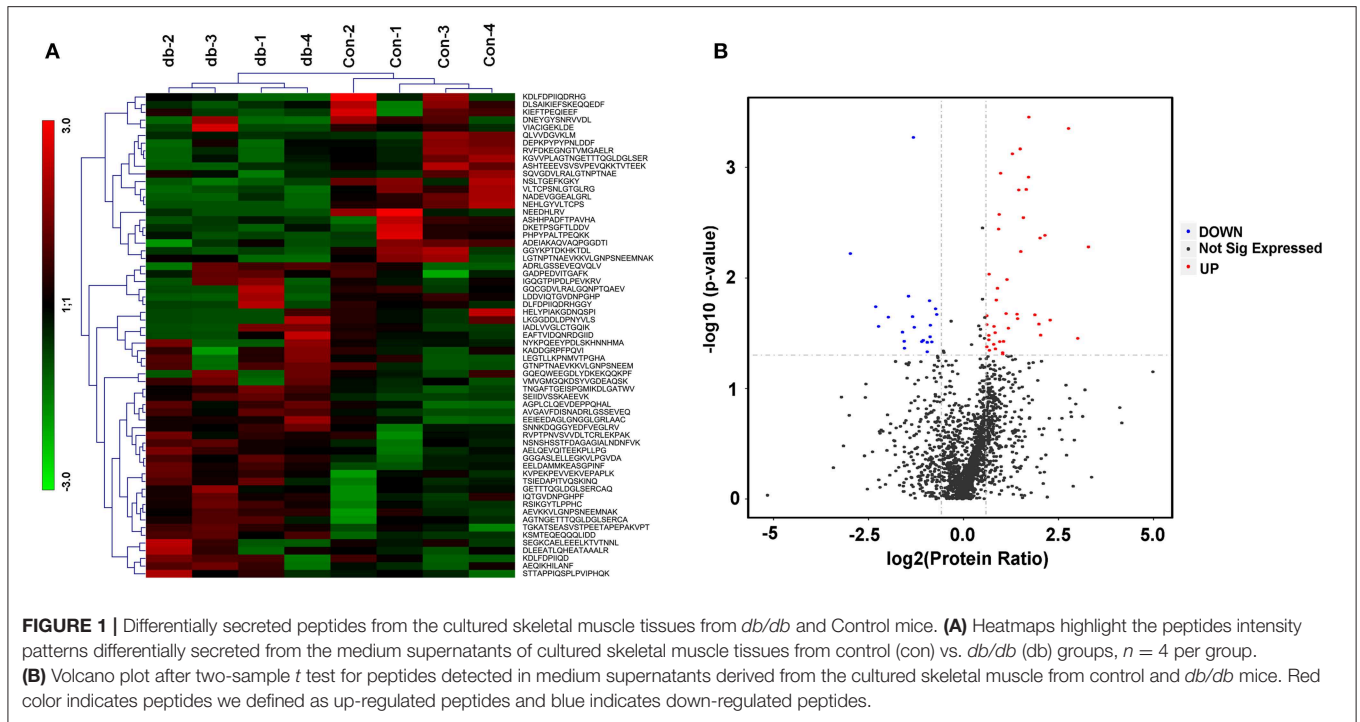 A
db-2
db-3
db-1
db-4
Con-2
Con-1
Con-3
Con-4
3.0
1:1
-3.0
KDLFDPIIQDRHG
DLSAIKIEFSKEQQEDF
KIEFTPEQIEEF
DNEYGYSNRVVDL
VIACIGEKLDE
QLVVDGVKLM
DEPKPYPYPNLDDF
RVFDKEGNGTVMGAELR
KGVVPLAGTNGETTTQGLDGLSER
ASHTEEEVSVSVPEVQKKTVTEEK
SQVGDVLRALGTNPTNAE
NSLTGEFKGKY
VLTCPSNLGTGLRG
NADEVGGEALGRL
NEHLGYVLTCPS
NEEDHLRV
ASHHPADFTPAVHA
DKETPSGFTLDDV
PHPYPALTPEQKK
ADEIAKAQVAQPGGDTI
GGYKPTDKHKTDL
LGTNPTNAEVKKVLGNPSNEEMNAK
ADRLGSSEVEQVQLV
GADPEDVITGAFK
IGQGTPIPDLPEVKRV
GQCGDVLRALGQNPTQAEV
LDDVIQTGVDNPGHP
DLFDPIIQDRHGGY
HELYPIAKGDNQSPI
LKGGDDLDPNYVLS
IADLVVGLCTGQIK
EAFTVIDQNRDGIID
NYKPQEEYPDLSKHNNHMA
KADDGRPFPQVI
LEGTLLKPNMVTPGHA
GTNPTNAEVKKVLGNPSNEEM
GQEQWEEGDLYDKEKQQKPF
VMVGMGQKDSYVGDEAQSK
TNGAFTGEISPGMIKDLGATWV
SEIIDVSSKAEEVK
AGPLCLQEVDEPPQHAL
AVGAVFDISNADRLGSSEVEQ
EEIEEDAGLGNGGLGRLAAC
SNNKDQGGYEDFVEGLRV
RVPTPNVSVVDLTCRLEKPAK
NSNSHSSTFDAGAGIALNDNFVK
AELQEVQITEEKPLLPG
GGGASLELLEGKVLPGVDA
EELDAMMKEASGPINF
KVPEKPEVVEKVEPAPLK
TSIEDAPITVQSKINQ
GETTTQGLDGLSERCAQ
IQTGVDNPGHPF
RSIKGYTLPPHC
AEVKKVLGNPSNEEMNAK
AGTNGETTTQGLDGLSERCA
TGKATSEASVSTPEETAPEPAKVPT
KSMTEQEQQQLIDD
SEGKCAELEEELKTVTNNL
DLEEATLQHEATAAALR
KDLFDPIIQD
AEQIKHILANF
STTAPPIQSPLPVIPHQK
B
-log10 (p-value)
3
2
1
0
-5
-2.5
0.0
2.5
5.0
log2(Protein Ratio)
DOWN
Not Sig Expressed
UP
FIGURE 1 | Differentially secreted peptides from the cultured skeletal muscle tissues from db/db and Control mice. (A) Heatmaps highlight the peptides intensity
patterns differentially secreted from the medium supernatants of cultured skeletal muscle tissues from control (con) vs. db/db (db) groups, n = 4 per group.
(B) Volcano plot after two-sample t test for peptides detected in medium supernatants derived from the cultured skeletal muscle from control and db/db mice. Red
color indicates peptides we defined as up-regulated peptides and blue indicates down-regulated peptides.